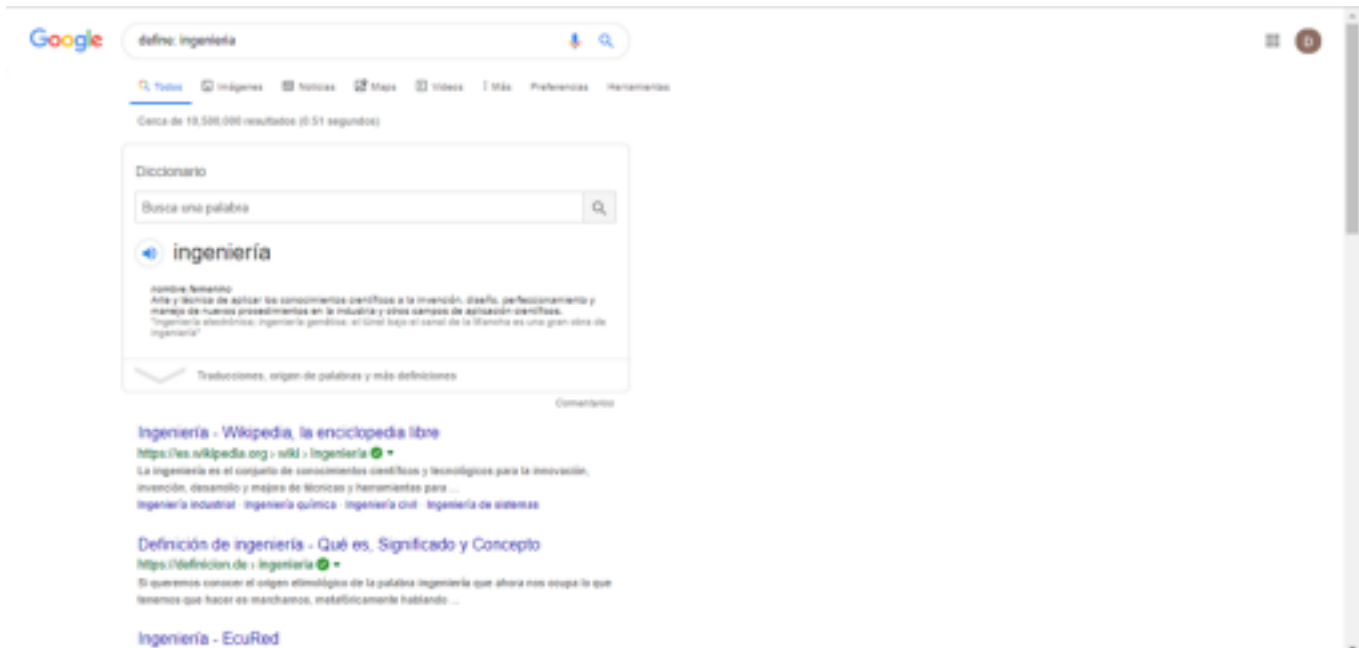 Google
define: ingenieria
Todos Imágenes Noticias Maps Videos Más Preferencias Herramientas
Cerca de 10,500,000 resultados (0.51 segundos)
D
Diccionario
Busca una palabra
ingeniería
nombre femenino
Arte y técnica de aplicar los conocimientos científicos a la invención, diseño, perfeccionamiento y
manejo de nuevos procedimientos en la industria y otros campos de aplicación científicos.
"ingeniería electrónica; ingeniería genética; el túnel bajo el canal de la Mancha es una gran obra de
ingeniería"
Traducciones, origen de palabras y más definiciones
Comentarios
Ingeniería - Wikipedia, la enciclopedia libre
https://es.wikipedia.org › wiki › Ingeniería
La ingeniería es el conjunto de conocimientos científicos y tecnológicos para la innovación,
invención, desarrollo y mejora de técnicas y herramientas para ...
Ingeniería industrial · Ingeniería química · Ingeniería civil · Ingeniería de sistemas
Definición de ingeniería - Qué es, Significado y Concepto
https://definicion.de › ingenieria
Si queremos conocer el origen etimológico de la palabra ingeniería que ahora nos ocupa lo que
tenemos que hacer es marcharnos, metafóricamente hablando ...
Ingeniería - EcuRed